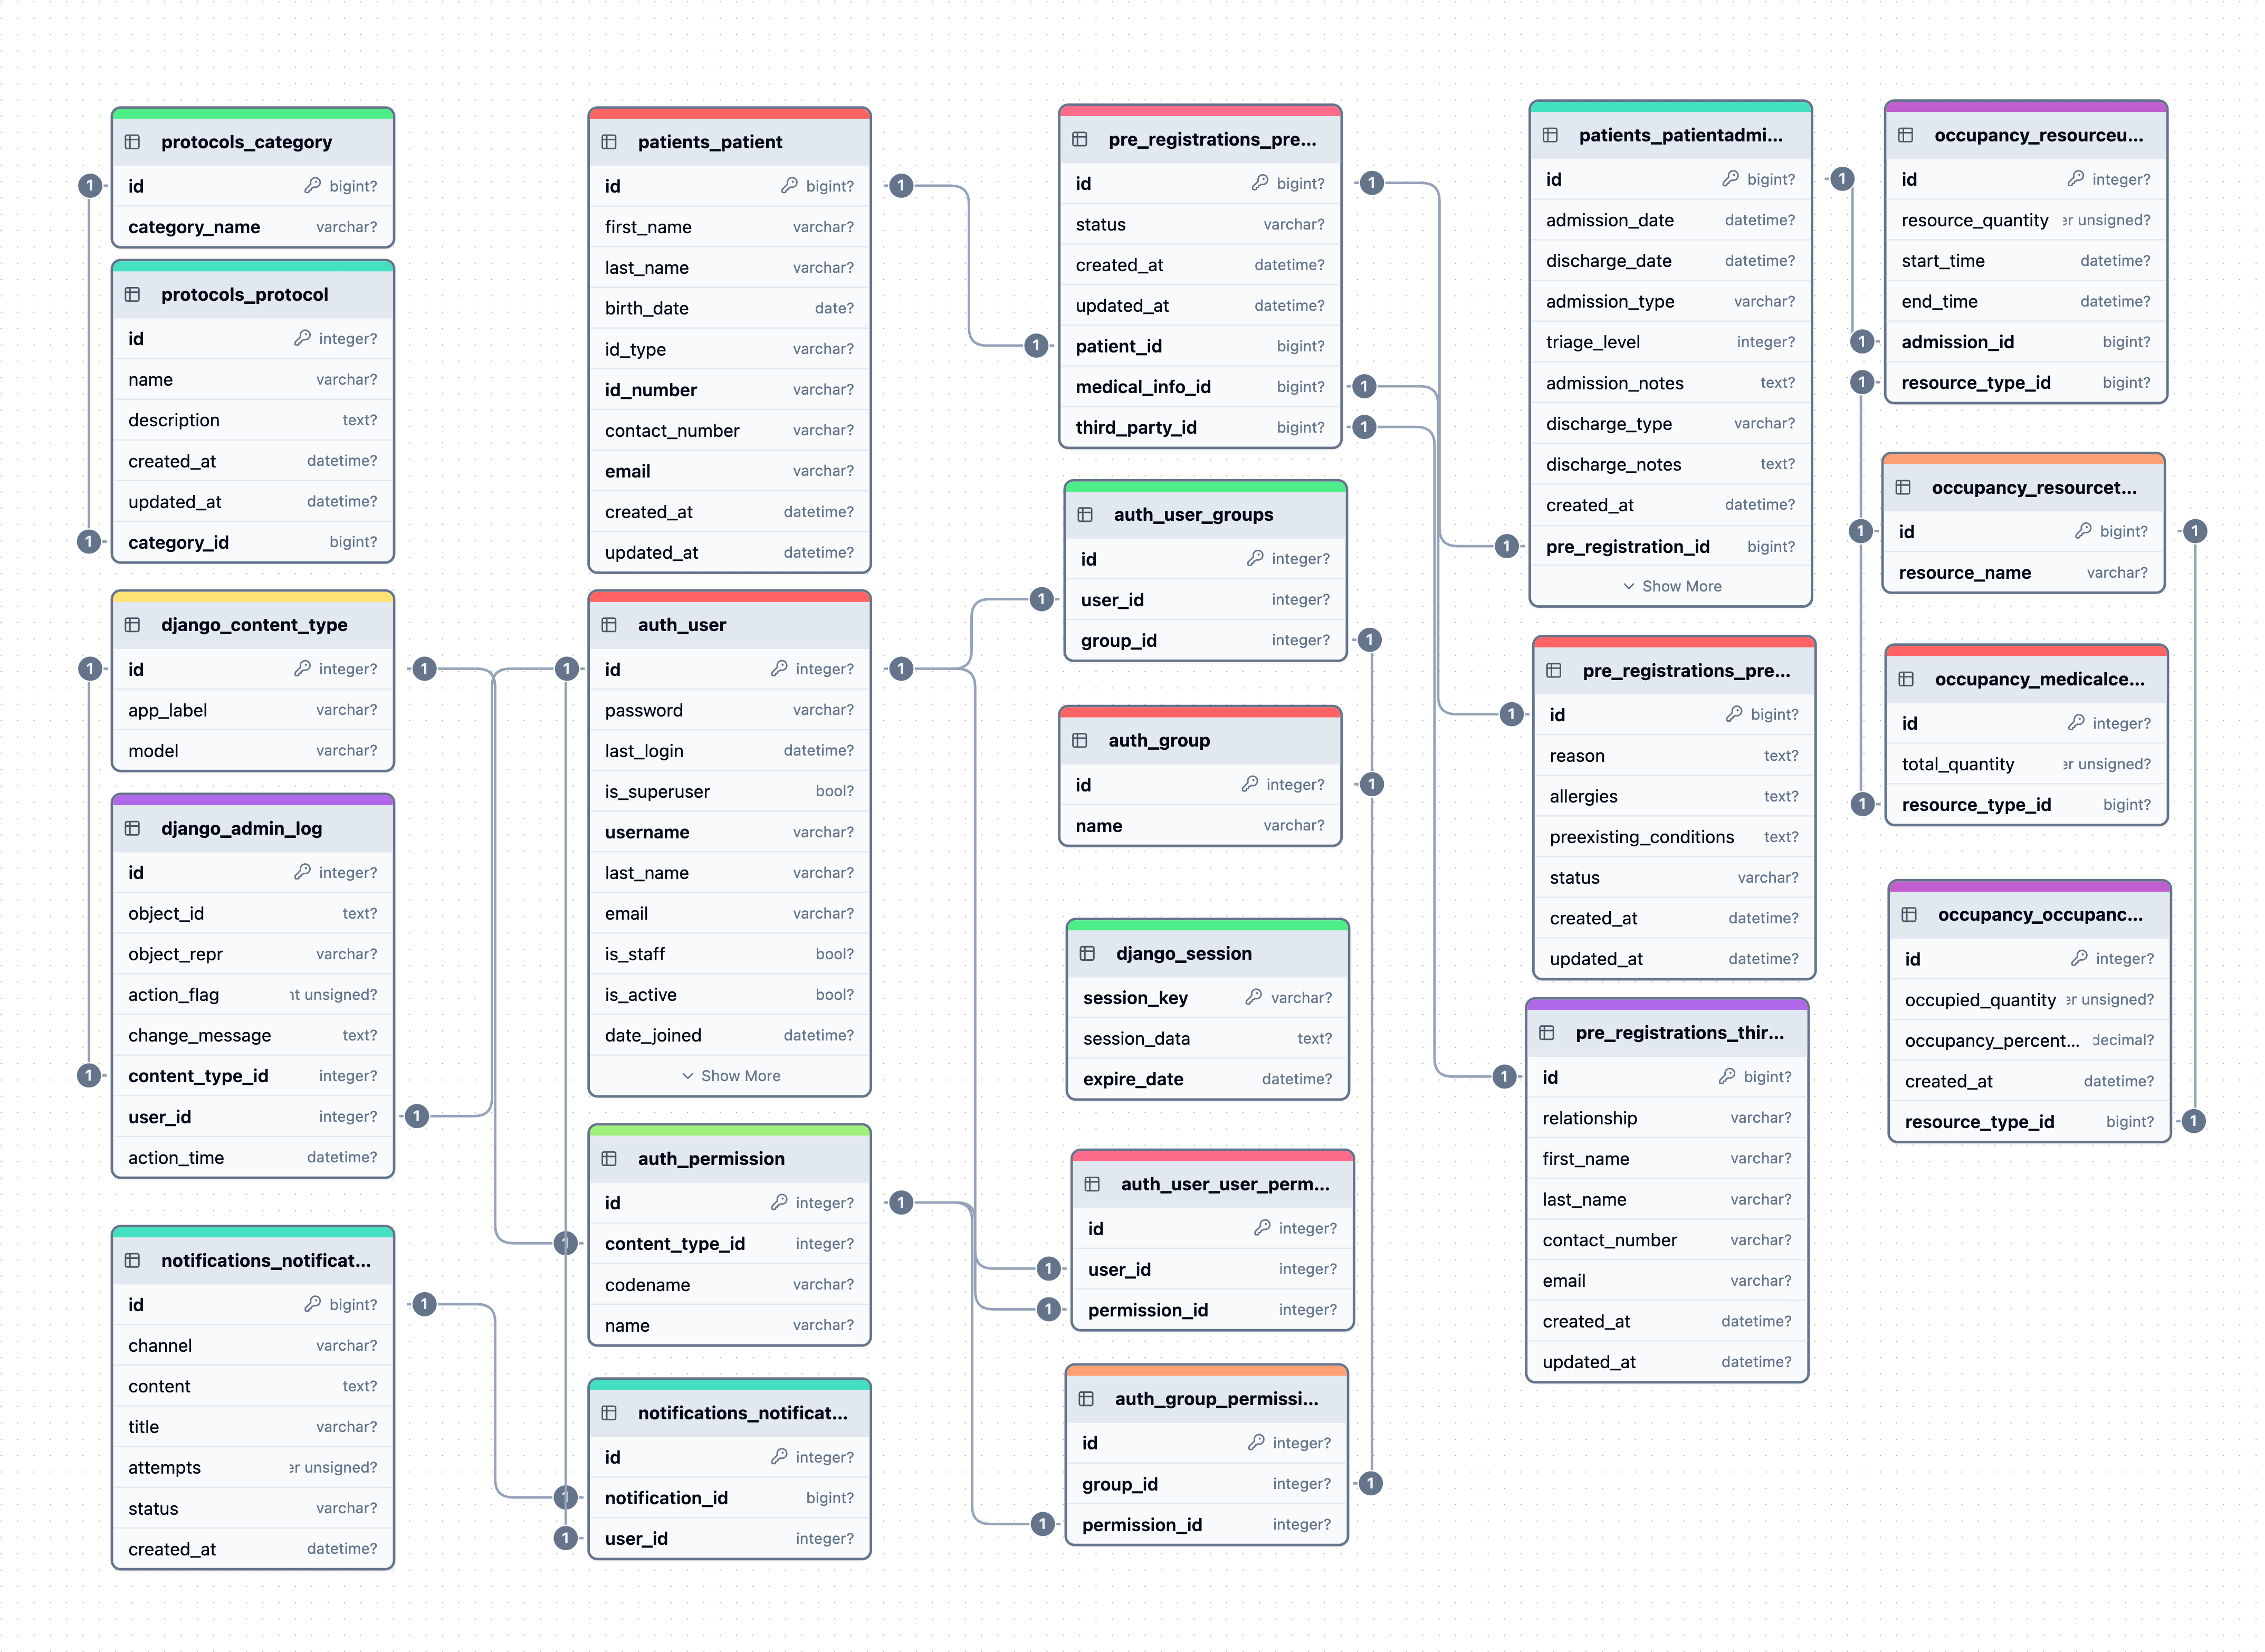 protocols_category
id bigint?
category_name varchar?
protocols_protocol
id integer?
name varchar?
description text?
created_at datetime?
updated_at datetime?
category_id bigint?
django_content_type
id integer?
app_label varchar?
model varchar?
django_admin_log
id integer?
object_id text?
object_repr varchar?
action_flag nt unsigned?
change_message text?
content_type_id integer?
user_id integer?
action_time datetime?
notifications_notificat...
id bigint?
channel varchar?
content text?
title varchar?
attempts er unsigned?
status varchar?
created_at datetime?
1
1
1
1
1
1
1
patients_patient
id bigint?
first_name varchar?
last_name varchar?
birth_date date?
id_type varchar?
id_number varchar?
contact_number varchar?
email varchar?
created_at datetime?
updated_at datetime?
auth_user
id integer?
password varchar?
last_login datetime?
is_superuser bool?
username varchar?
last_name varchar?
email varchar?
is_staff bool?
is_active bool?
date_joined datetime?
Show More
auth_permission
id integer?
content_type_id integer?
codename varchar?
name varchar?
notifications_notificat...
id integer?
notification_id bigint?
user_id integer?
1
1
1
1
1
1
1
pre_registrations_pre...
id bigint?
status varchar?
created_at datetime?
updated_at datetime?
patient_id bigint?
medical_info_id bigint?
third_party_id bigint?
auth_user_groups
id integer?
user_id integer?
group_id integer?
auth_group
id integer?
name varchar?
django_session
session_key varchar?
session_data text?
expire_date datetime?
auth_user_user_perm...
id integer?
user_id integer?
permission_id integer?
auth_group_permissi...
id integer?
group_id integer?
permission_id integer?
1
1
1
1
1
1
1
1
1
1
1
patients_patientadmi...
id bigint?
admission_date datetime?
discharge_date datetime?
admission_type varchar?
triage_level integer?
admission_notes text?
discharge_type varchar?
discharge_notes text?
created_at datetime?
pre_registration_id bigint?
Show More
pre_registrations_pre...
id bigint?
reason text?
allergies text?
preexisting_conditions text?
status varchar?
created_at datetime?
updated_at datetime?
pre_registrations_thir...
id bigint?
relationship varchar?
first_name varchar?
last_name varchar?
contact_number varchar?
email varchar?
created_at datetime?
updated_at datetime?
1
1
1
1
occupancy_resourceu...
id integer?
resource_quantity er unsigned?
start_time datetime?
end_time datetime?
admission_id bigint?
resource_type_id bigint?
occupancy_resourcet...
id bigint?
resource_name varchar?
occupancy_medicalce...
id integer?
total_quantity er unsigned?
resource_type_id bigint?
occupancy_occupanc...
id integer?
occupied_quantity er unsigned?
occupancy_percent... decimal?
created_at datetime?
resource_type_id bigint?
1
1
1
1
1
1